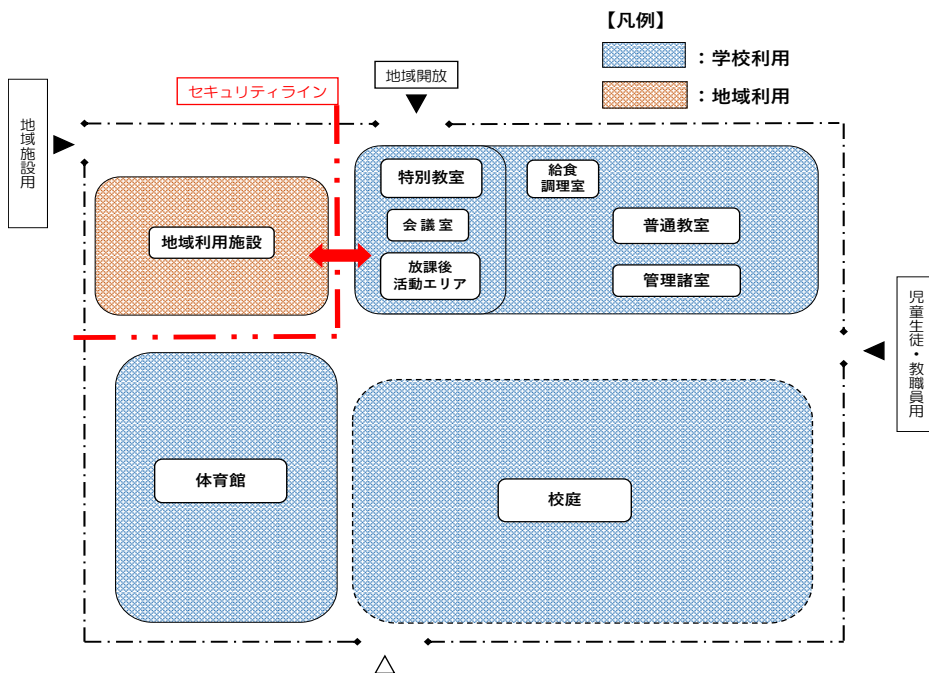 【凡例】
：学校利用
：地域利用
地域開放
セキュリティライン
地域施設用
特別教室
給食
調理室
会議室
普通教室
地域利用施設
放課後
活動エリア
管理諸室
児童生徒・教職員用
体育館
校庭